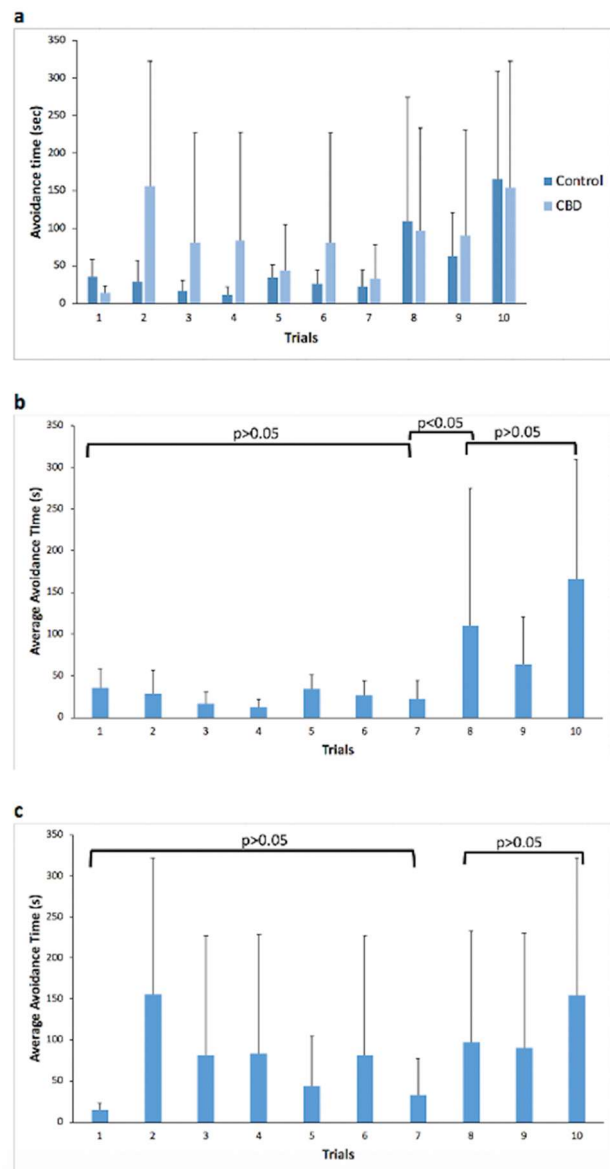 a
350
300
250
200
150
100
50
0
Avoidance time (sec)
1 2 3 4 5 6 7 8 9 10
Trials
Control
CBD
b
350
300
250
200
150
100
50
0
Average Avoidance Time (s)
p>0.05
p<0.05
p>0.05
1 2 3 4 5 6 7 8 9 10
Trials
c
350
300
250
200
150
100
50
0
Average Avoidance Time (s)
p>0.05
p>0.05
1 2 3 4 5 6 7 8 9 10
Trials